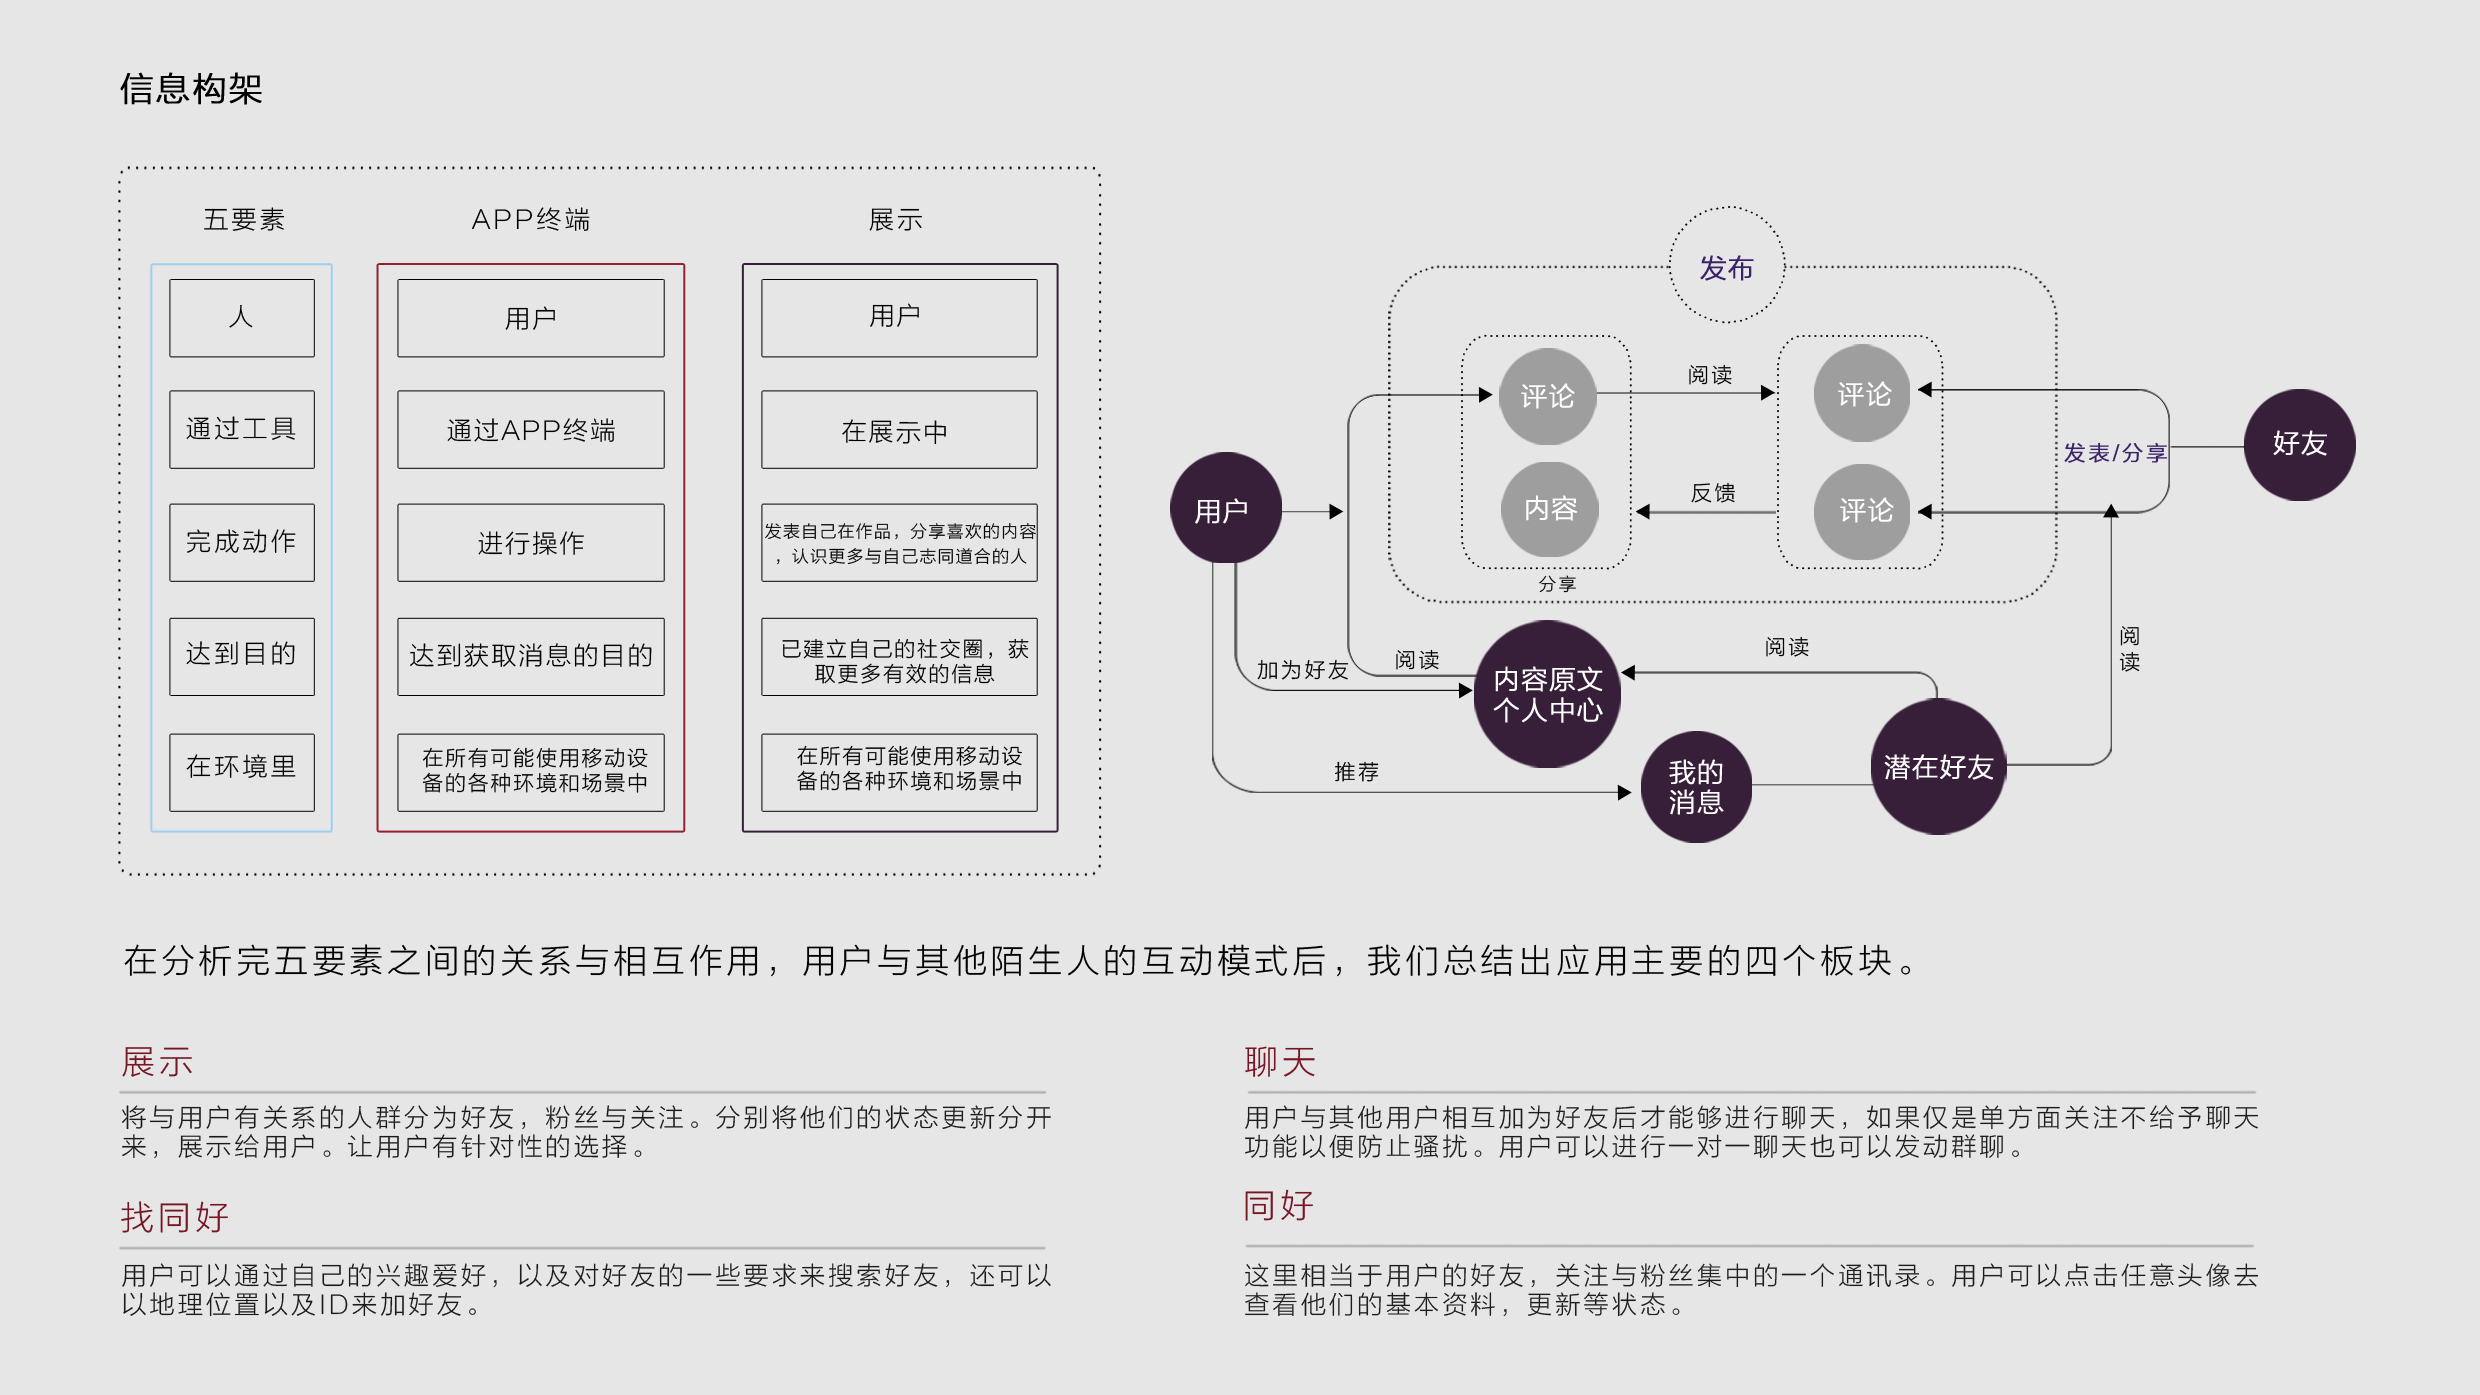 信息构架
五要素
APP终端
展示
人
用户
用户
通过工具
通过APP终端
在展示中
完成动作
进行操作
发表自己在作品，分享喜欢的内容
，认识更多与自己志同道合的人
达到目的
达到获取消息的目的
已建立自己的社交圈，获
取更多有效的信息
在环境里
在所有可能使用移动设
备的各种环境和场景中
在所有可能使用移动设
备的各种环境和场景中
发布
评论
阅读
评论
用户
内容
反馈
评论
发表/分享
好友
分享
加为好友
阅读
内容原文
个人中心
阅读
阅
读
推荐
我的
消息
潜在好友
在分析完五要素之间的关系与相互作用，用户与其他陌生人的互动模式后，我们总结出应用主要的四个板块。
展示
将与用户有关系的人群分为好友，粉丝与关注。分别将他们的状态更新分开
来，展示给用户。让用户有针对性的选择。
聊天
用户与其他用户相互加为好友后才能够进行聊天，如果仅是单方面关注不给予聊天
功能以便防止骚扰。用户可以进行一对一聊天也可以发动群聊。
找同好
用户可以通过自己的兴趣爱好，以及对好友的一些要求来搜索好友，还可以
以地理位置以及ID来加好友。
同好
这里相当于用户的好友，关注与粉丝集中的一个通讯录。用户可以点击任意头像去
查看他们的基本资料，更新等状态。